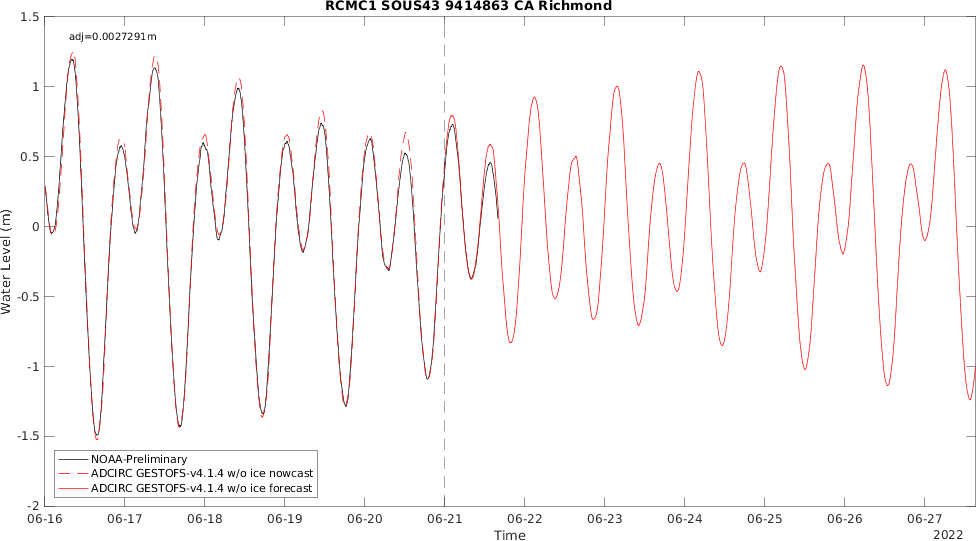 RCMC1 SOUS43 9414863 CA Richmond
adj=0.0027291m
1.5
1
0.5
0
-0.5
-1
-1.5
-2
Water Level (m)
NOAA-Preliminary
ADCIRC GESTOFS-v4.1.4 w/o ice nowcast
ADCIRC GESTOFS-v4.1.4 w/o ice forecast
06-16 06-17 06-18 06-19 06-20 06-21 06-22 06-23 06-24 06-25 06-26 06-27
Time
2022